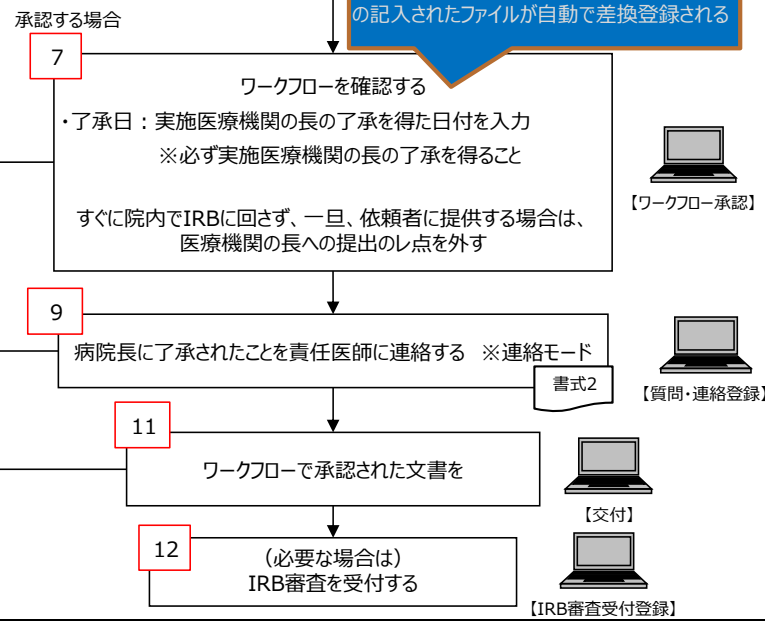 の記入されたファイルが自動で差換登録される
承認する場合
7
ワークフローを確認する
・了承日：実施医療機関の長の了承を得た日付を入力
※必ず実施医療機関の長の了承を得ること
すぐに院内でIRBに回さず、一旦、依頼者に提供する場合は、
医療機関の長への提出のレ点を外す
【ワークフロー承認】
9
病院長に了承されたことを責任医師に連絡する　※連絡モード
書式2
【質問・連絡登録】
11
ワークフローで承認された文書を
【交付】
12
（必要な場合は）
IRB審査を受付する
【IRB審査受付登録】